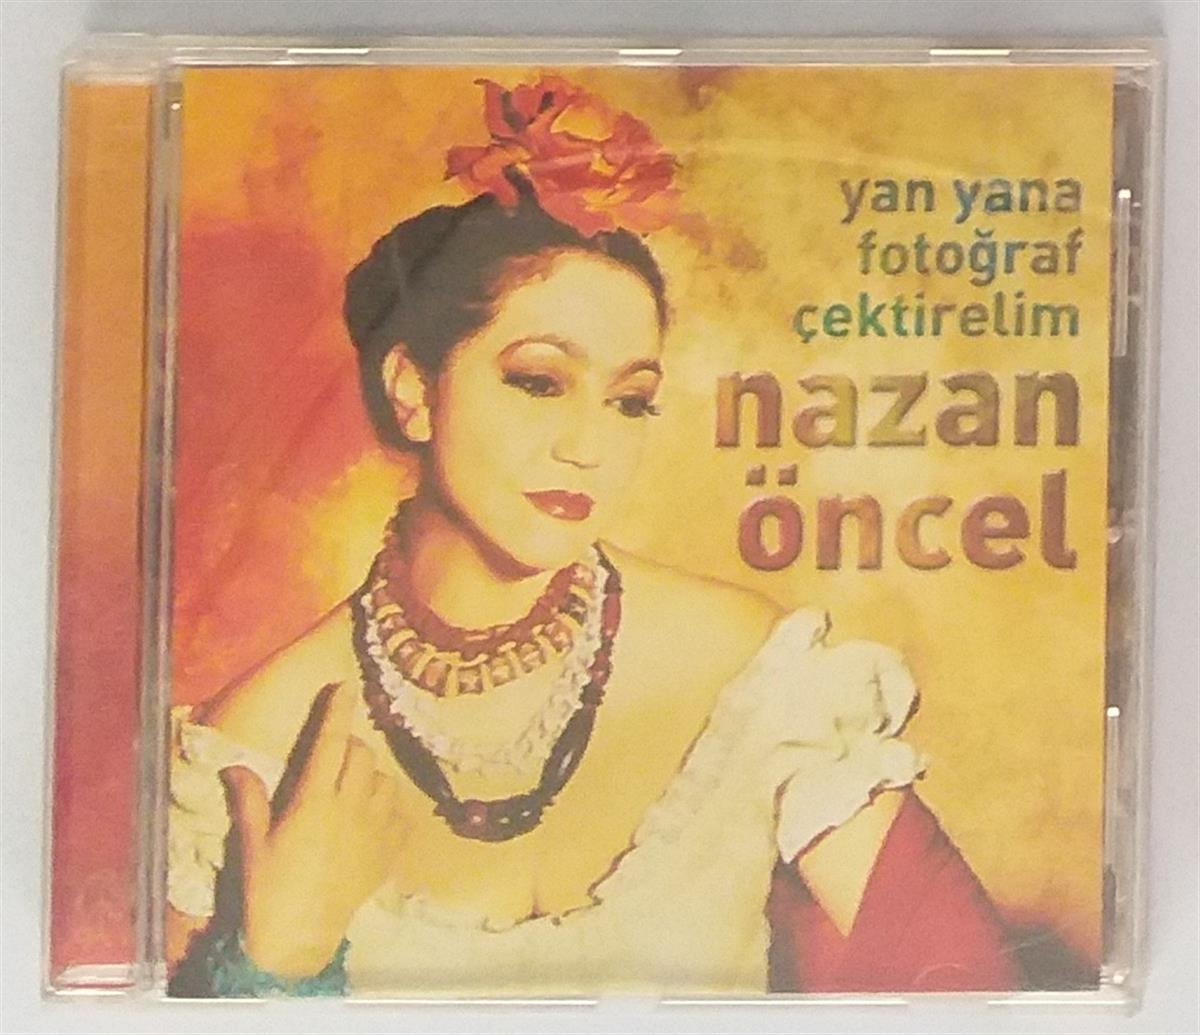 yan yana
fotoğraf
çektirelim
nazan
öncel